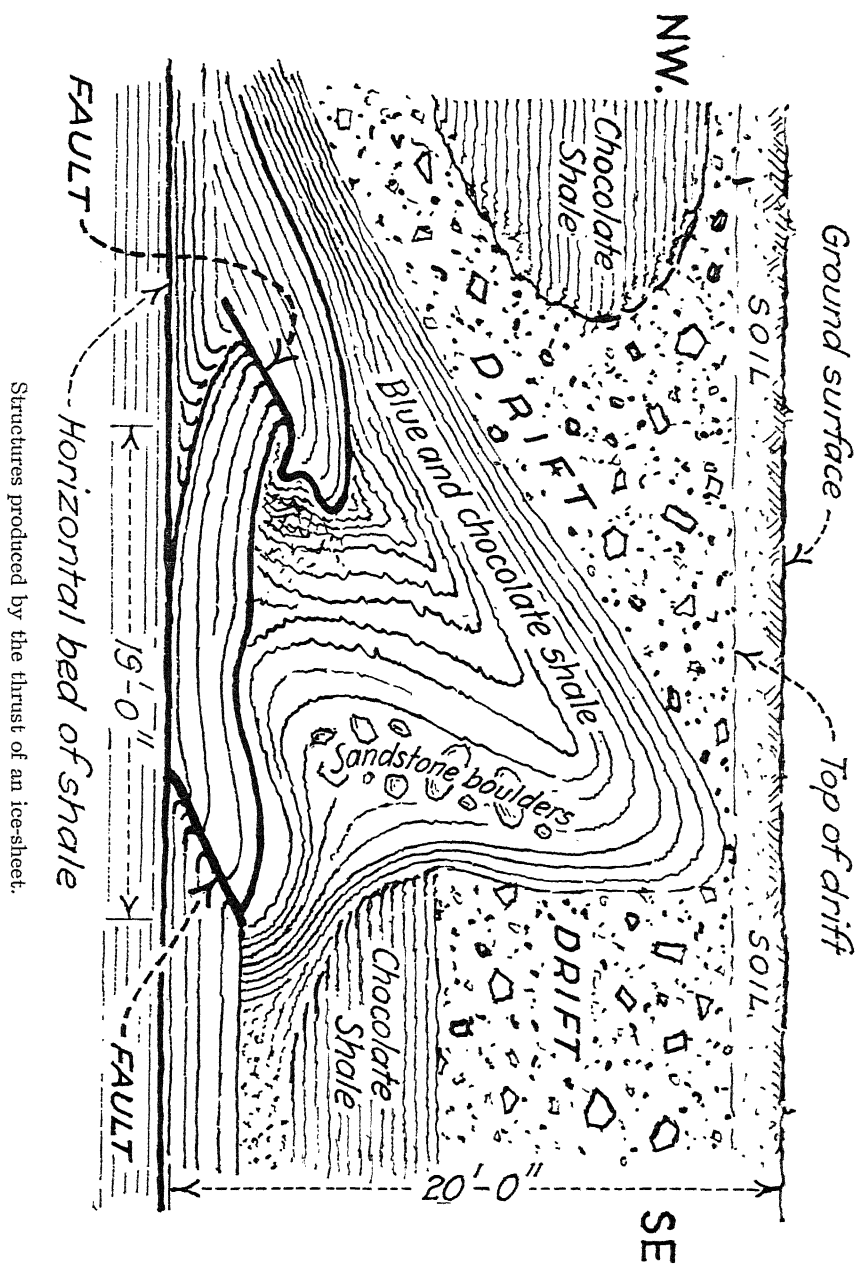 NW.
SE
Ground surface
Top of drift
SOIL
SOIL
Chocolate
Shale
DRIFT
DRIFT
Blue and chocolate shale
Sandstone boulders
Chocolate
Shale
20'-0"
FAULT
19'-0"
FAULT
Horizontal bed of shale
Structures produced by the thrust of an ice-sheet.